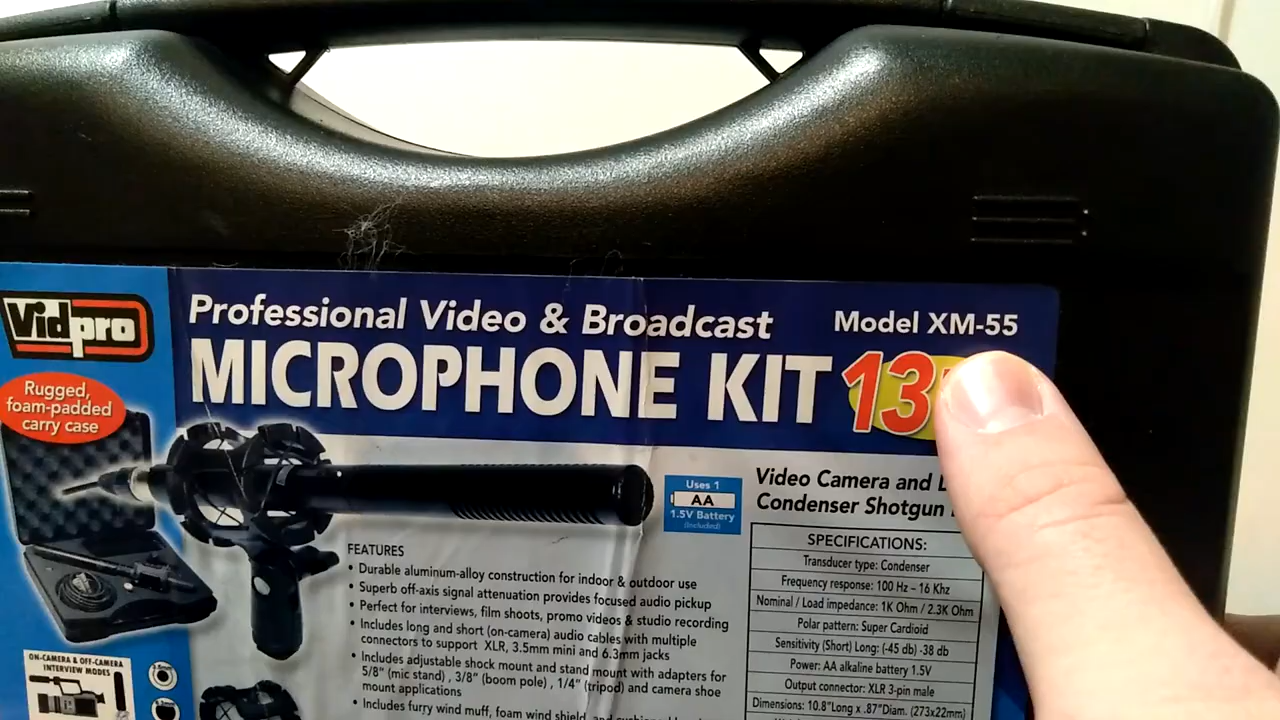 Vidpro
Rugged,
foam-padded
carry case
ON-CAMERA & OFF-CAMERA
INTERVIEW MODES
Professional Video & Broadcast
Model XM-55
MICROPHONE KIT 13
Uses 1
AA
1.5V Battery
(Included)
FEATURES
• Durable aluminum-alloy construction for indoor & outdoor use
• Superb off-axis signal attenuation provides focused audio pickup
• Perfect for interviews, film shoots, promo videos & studio recording
• Includes long and short (on-camera) audio cables with multiple
connectors to support XLR, 3.5mm mini and 6.3mm jacks
• Includes adjustable shock mount and stand mount with adapters for
5/8" (mic stand) , 3/8" (boom pole) , 1/4" (tripod) and camera shoe
mount applications
• Includes furry wind muff, foam wind shield, and
Video Camera and
Condenser Shotgun
SPECIFICATIONS:
Transducer type: Condenser
Frequency response: 100 Hz – 16 Khz
Nominal / Load impedance: 1K Ohm / 2.3K Ohm
Polar pattern: Super Cardioid
Sensitivity (Short) Long: (-45 db) -38 db
Power: AA alkaline battery 1.5V
Output connector: XLR 3-pin male
Dimensions: 10.8"Long x .87"Diam. (273x22mm)